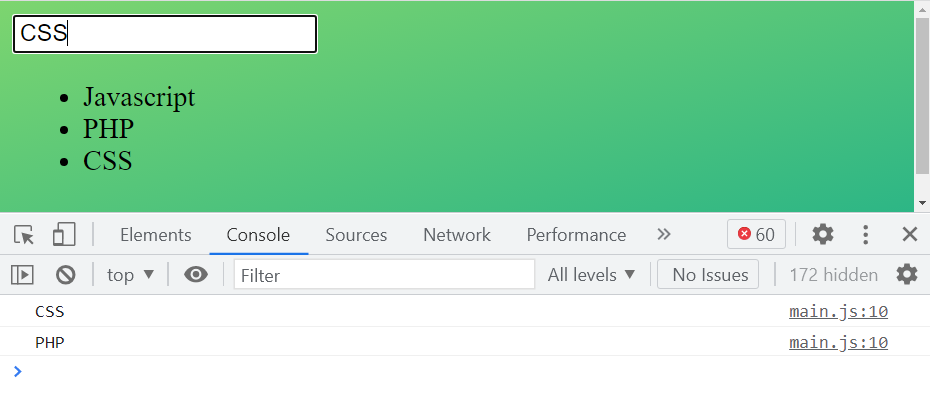 CSS
Javascript
PHP
CSS
Elements Console Sources Network Performance 60
top Filter All levels No Issues 172 hidden
CSS main.js:10
PHP main.js:10